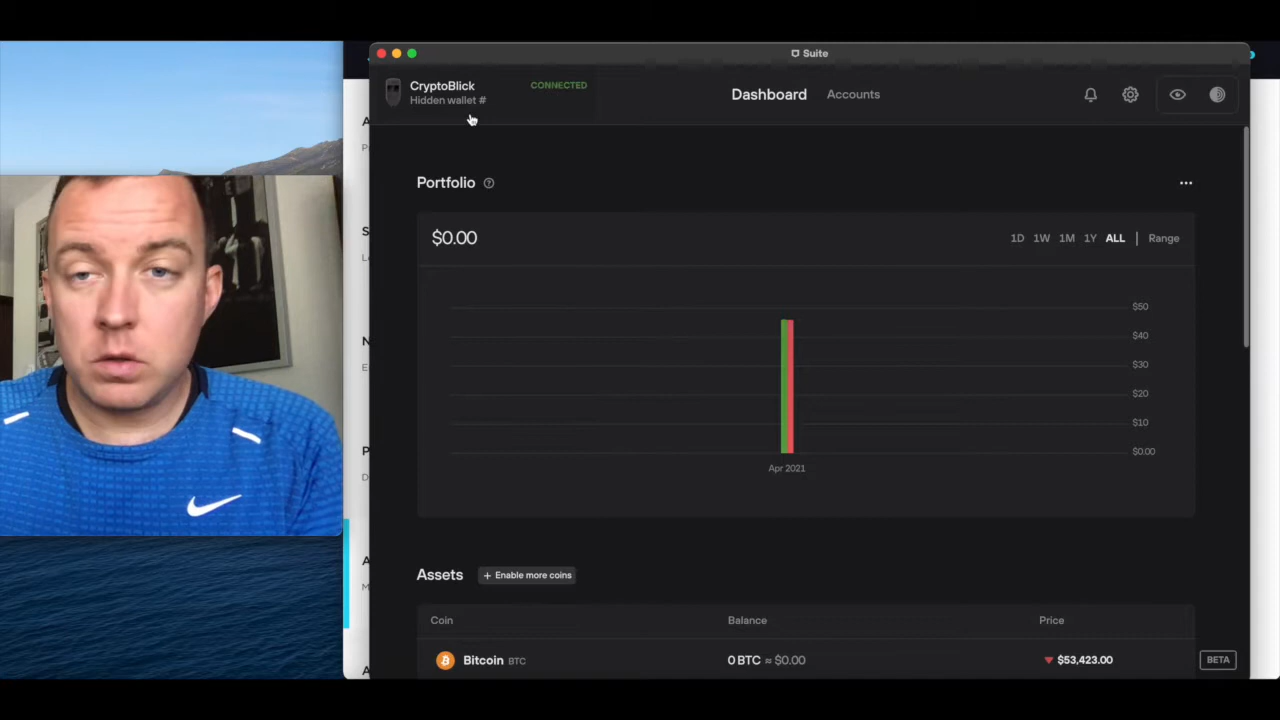 Suite
CryptoBlick
CONNECTED
Hidden wallet #
Dashboard
Accounts
Portfolio
$0.00
1D 1W 1M 1Y ALL | Range
$50
$40
$30
$20
$10
$0.00
Apr 2021
Assets
+ Enable more coins
Coin
Balance
Price
Bitcoin BTC
0 BTC ≈ $0.00
$53,423.00
BETA